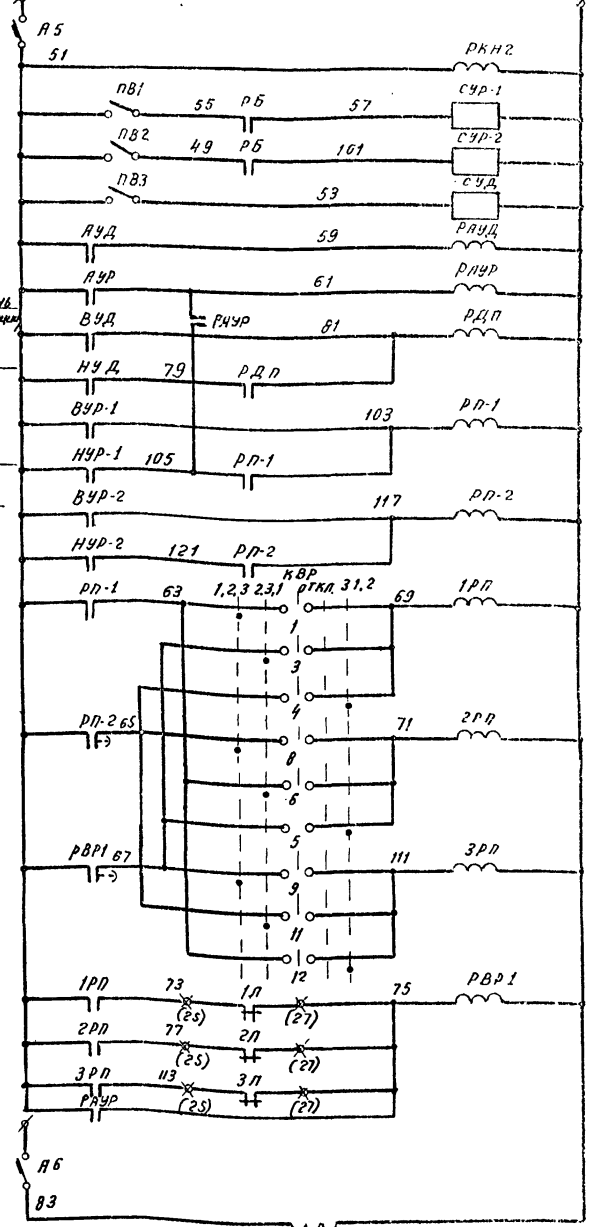 А5
51 РКН2
ПВ1 55 РБ 57 СУР-1
ПВ2 49 РБ 101 СУР-2
ПВ3 53 СУД
АУД 59 РАУД
АУР 61 РАУР
РАУР
ВУД 81 РДП
НУД 79 РДП
ВУР-1 103 РП-1
НУР-1 105 РП-1
ВУР-2 117 РП-2
НУР-2 121 РП-2
КВР
РП-1 63 1,2,3 2,3,1 откл. 3,1,2 69 1РП
1
3
4
РП-2 65 71 2РП
8
6
5
РВР1 67 111 3РП
9
11
12
1РП 73 1Л 75 РВР1
(25) (27)
2РП 77 2Л
(25) (27)
3РП 113 3Л
(25) (27)
РАУР
А6
83